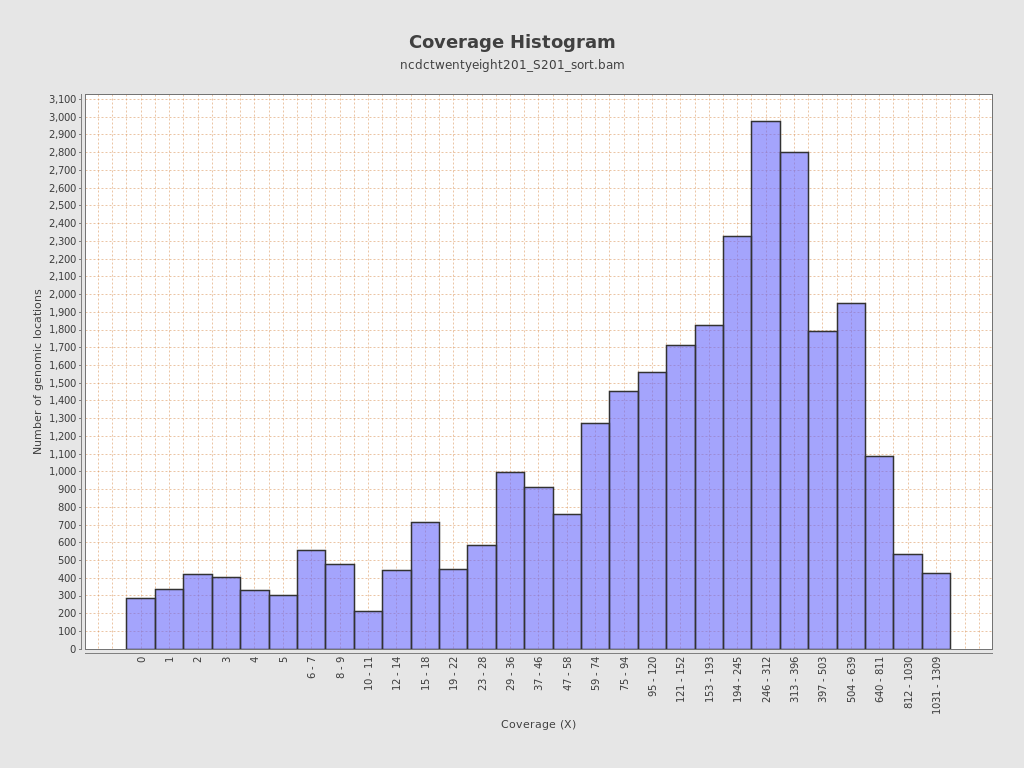 Coverage Histogram
ncdctwentyeight201_S201_sort.bam
Number of genomic locations
3,100
3,000
2,900
2,800
2,700
2,600
2,500
2,400
2,300
2,200
2,100
2,000
1,900
1,800
1,700
1,600
1,500
1,400
1,300
1,200
1,100
1,000
900
800
700
600
500
400
300
200
100
0
0
1
2
3
4
5
6 - 7
8 - 9
10 - 11
12 - 14
15 - 18
19 - 22
23 - 28
29 - 36
37 - 46
47 - 58
59 - 74
75 - 94
95 - 120
121 - 152
153 - 193
194 - 245
246 - 312
313 - 396
397 - 503
504 - 639
640 - 811
812 - 1030
1031 - 1309
Coverage (X)